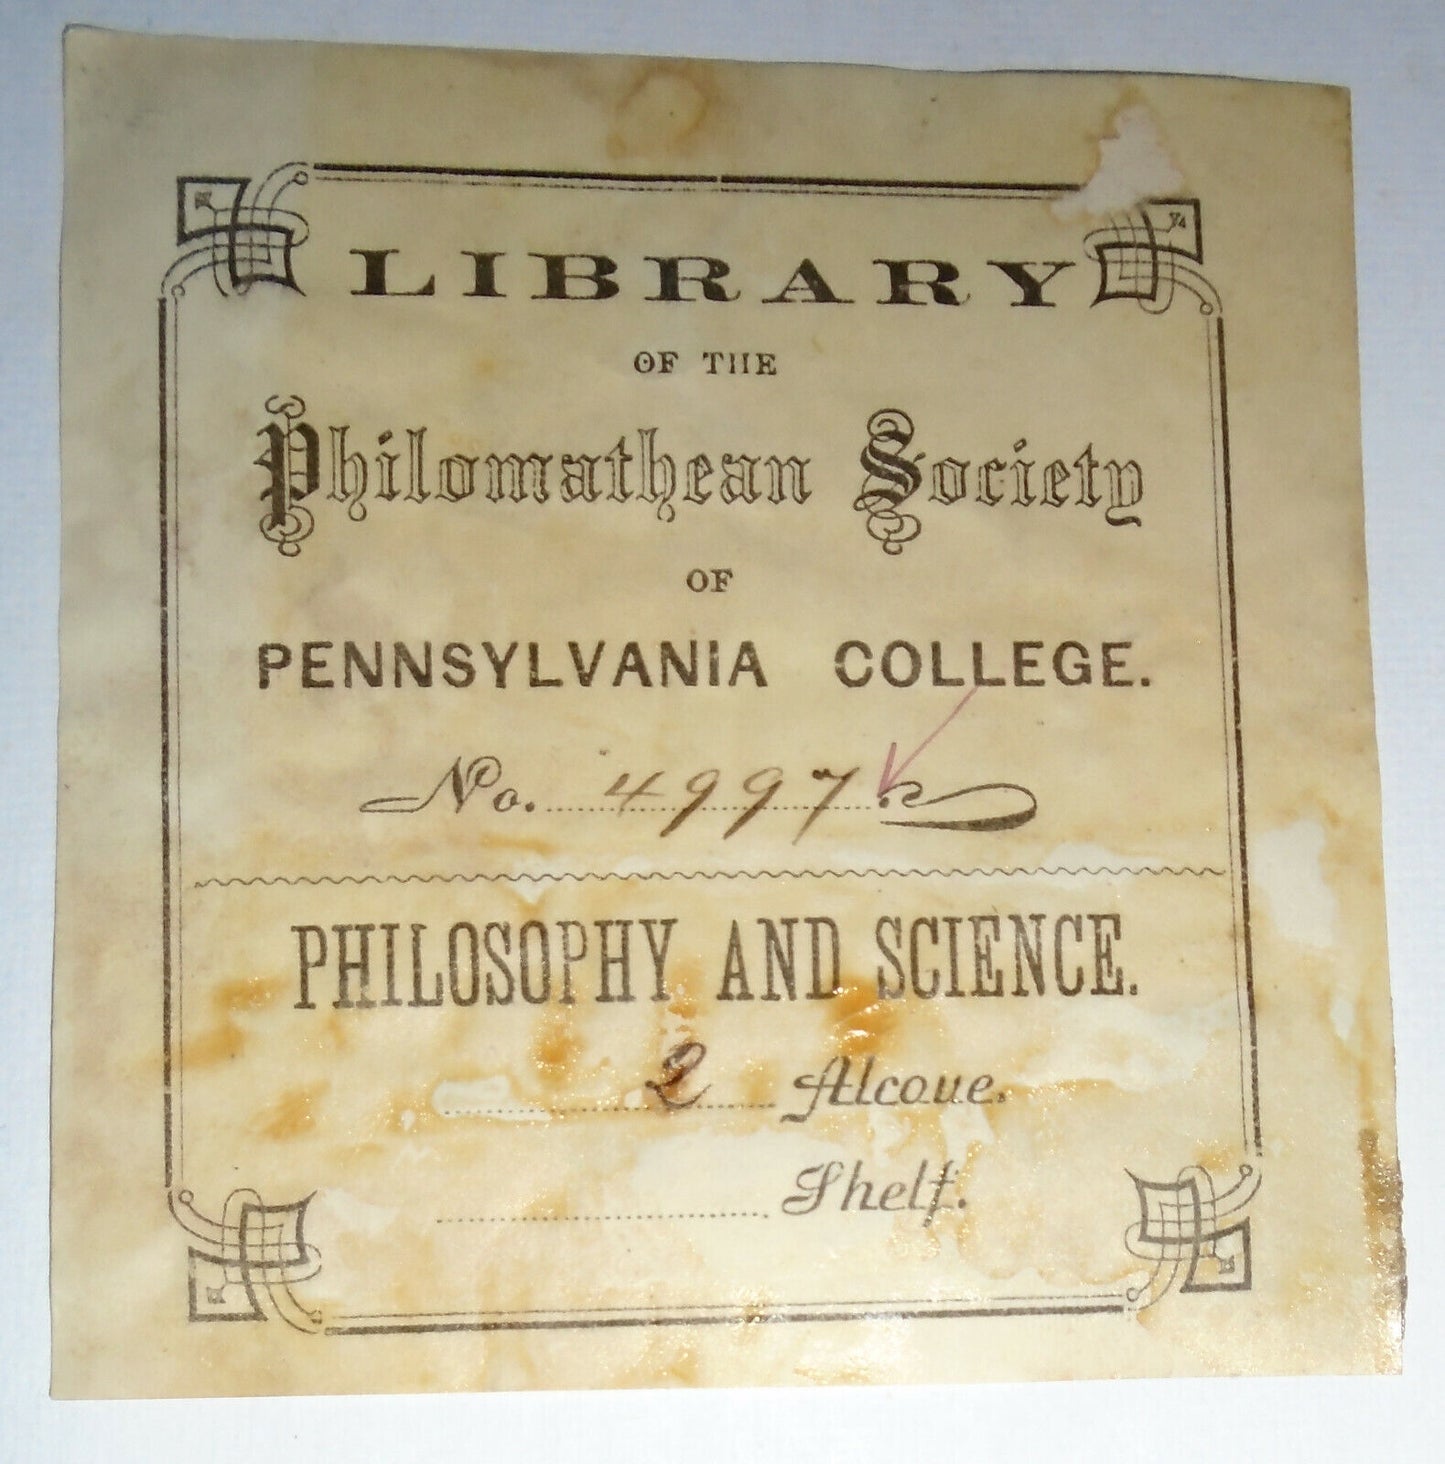 LIBRARY
OF THE
Philomathean Society
OF
PENNSYLVANIA COLLEGE.
No. 4997
PHILOSOPHY AND SCIENCE.
2 Alcove.
Shelf.